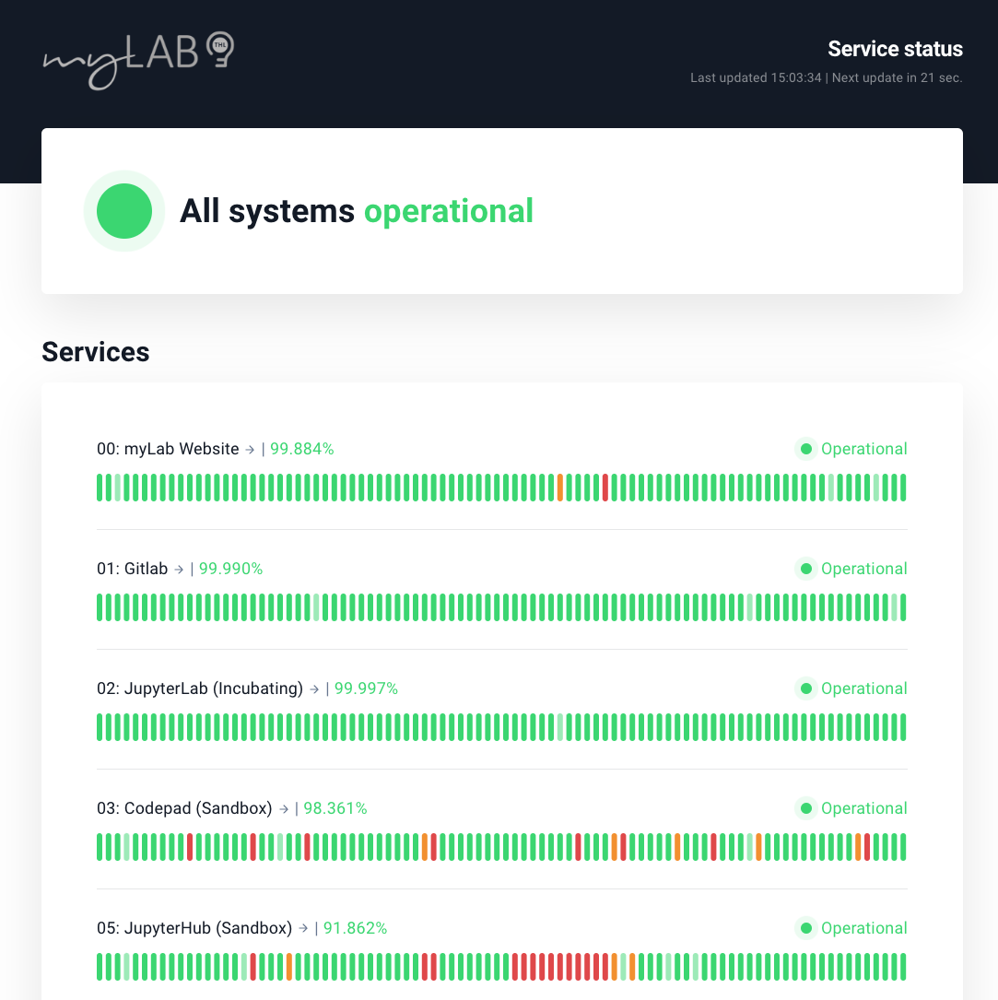 myLAB THL
Service status
Last updated 15:03:34 | Next update in 21 sec.
All systems operational
Services
00: myLab Website → | 99.884%
Operational
01: Gitlab → | 99.990%
Operational
02: JupyterLab (Incubating) → | 99.997%
Operational
03: Codepad (Sandbox) → | 98.361%
Operational
05: JupyterHub (Sandbox) → | 91.862%
Operational